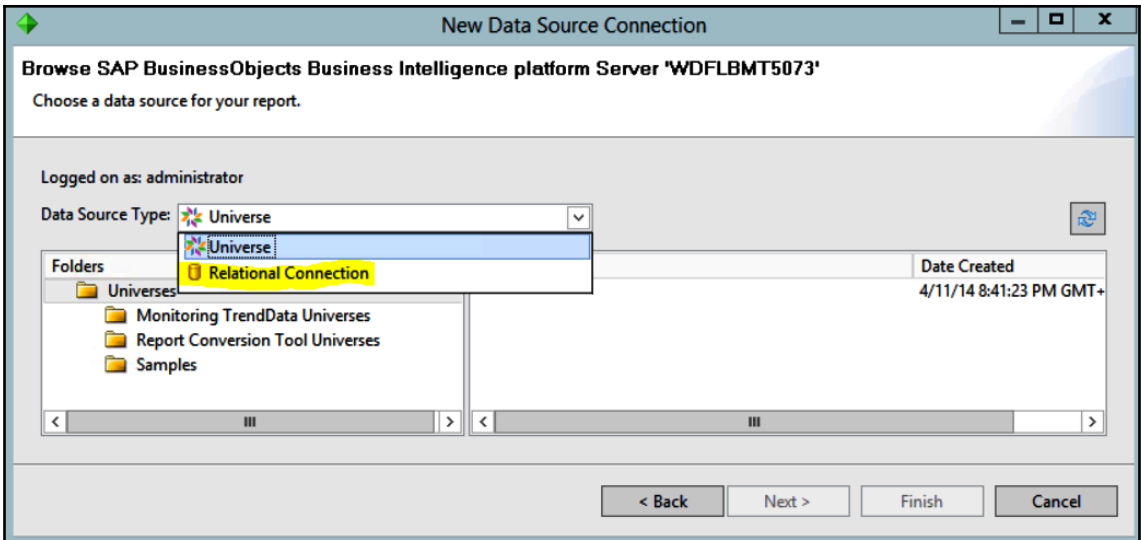 New Data Source Connection
Browse SAP BusinessObjects Business Intelligence platform Server 'WDFLBMT5073'
Choose a data source for your report.
Logged on as: administrator
Data Source Type: Universe
Universe
Relational Connection
Folders
Date Created
Universes
4/11/14 8:41:23 PM GMT+
Monitoring TrendData Universes
Report Conversion Tool Universes
Samples
< Back
Next >
Finish
Cancel